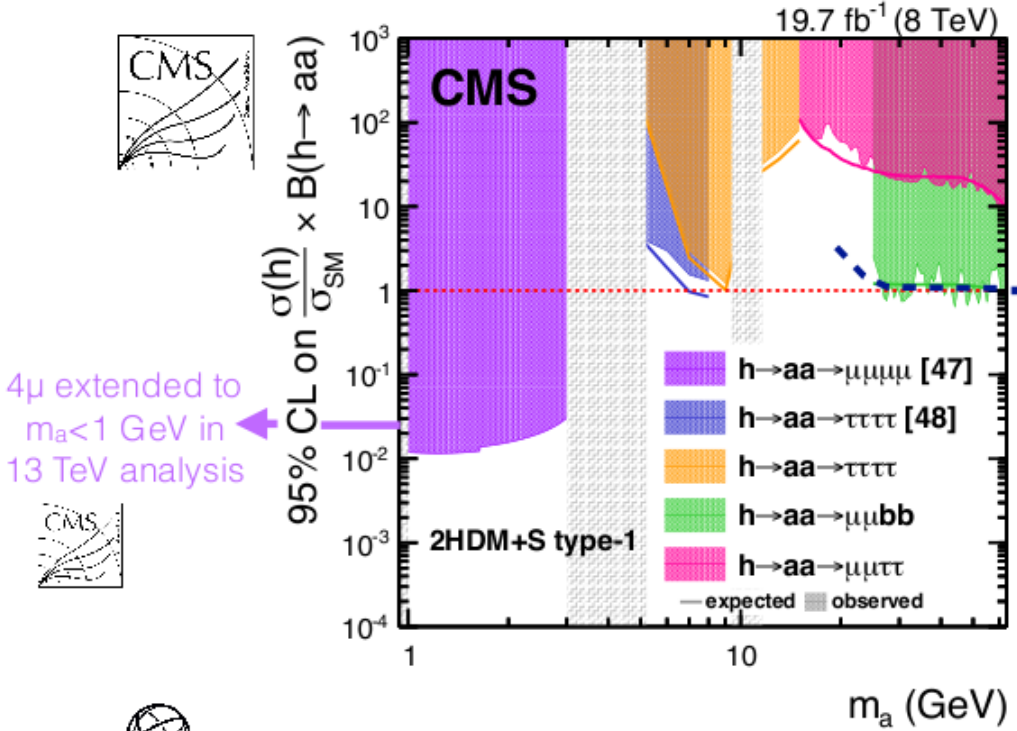 19.7 fb⁻¹ (8 TeV)
CMS
CMS
95% CL on σ(h)/σSM × B(h→ aa)
10³
10²
10
1
10⁻¹
10⁻²
10⁻³
10⁻⁴
4μ extended to
mₐ<1 GeV in
13 TeV analysis
CMS
h→aa→μμμμ [47]
h→aa→ττττ [48]
h→aa→ττττ
h→aa→μμbb
h→aa→μμττ
expected observed
2HDM+S type-1
1 10
mₐ (GeV)